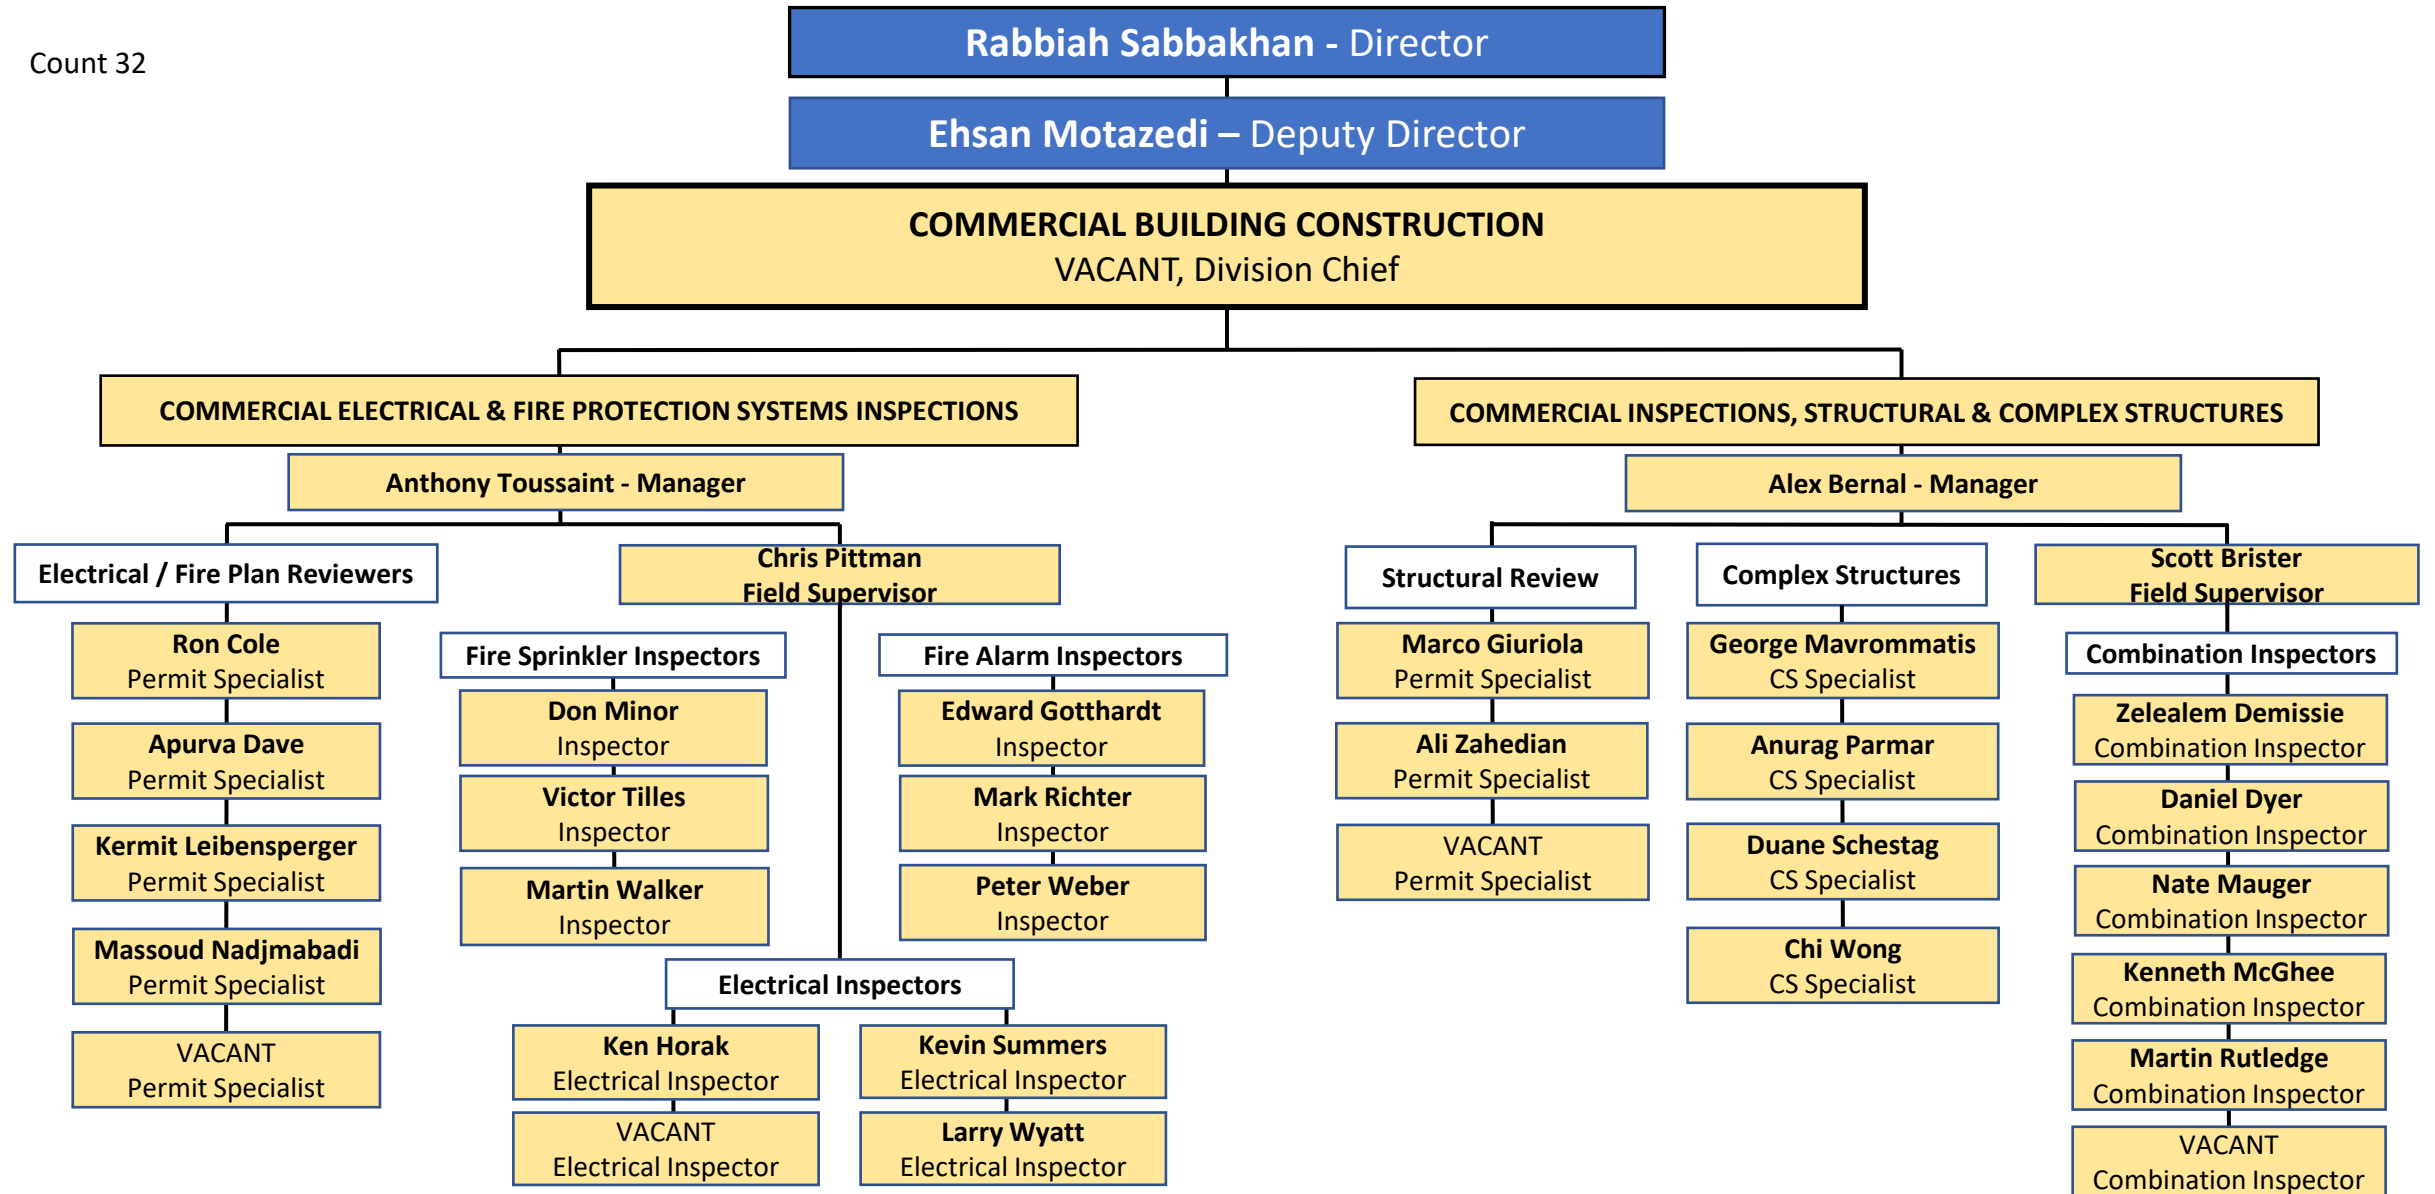 Count 32
Rabbiah Sabbakhan - Director
Ehsan Motazedi – Deputy Director
COMMERCIAL BUILDING CONSTRUCTION
VACANT, Division Chief
COMMERCIAL ELECTRICAL & FIRE PROTECTION SYSTEMS INSPECTIONS
Anthony Toussaint - Manager
Electrical / Fire Plan Reviewers
Ron Cole
Permit Specialist
Apurva Dave
Permit Specialist
Kermit Leibensperger
Permit Specialist
Massoud Nadjmabadi
Permit Specialist
VACANT
Permit Specialist
Chris Pittman
Field Supervisor
Fire Sprinkler Inspectors
Don Minor
Inspector
Victor Tilles
Inspector
Martin Walker
Inspector
Fire Alarm Inspectors
Edward Gotthardt
Inspector
Mark Richter
Inspector
Peter Weber
Inspector
Electrical Inspectors
Ken Horak
Electrical Inspector
VACANT
Electrical Inspector
Kevin Summers
Electrical Inspector
Larry Wyatt
Electrical Inspector
COMMERCIAL INSPECTIONS, STRUCTURAL & COMPLEX STRUCTURES
Alex Bernal - Manager
Structural Review
Marco Giuriola
Permit Specialist
Ali Zahedian
Permit Specialist
VACANT
Permit Specialist
Complex Structures
George Mavrommatis
CS Specialist
Anurag Parmar
CS Specialist
Duane Schestag
CS Specialist
Chi Wong
CS Specialist
Scott Brister
Field Supervisor
Combination Inspectors
Zelealem Demissie
Combination Inspector
Daniel Dyer
Combination Inspector
Nate Mauger
Combination Inspector
Kenneth McGhee
Combination Inspector
Martin Rutledge
Combination Inspector
VACANT
Combination Inspector